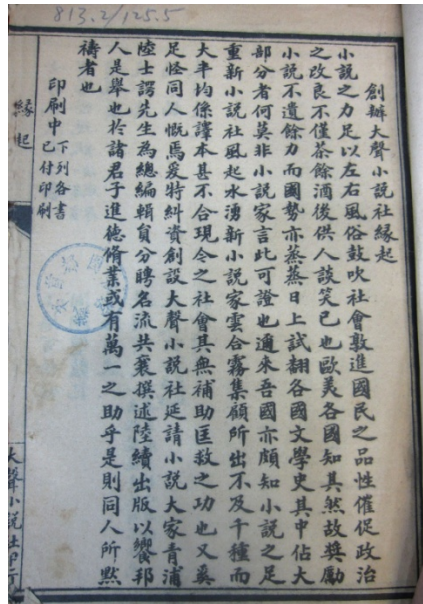 813.2/125.5
創辦大聲小說社緣起
小說之力足以左右風俗鼓吹社會敦進國民之品性催促政治
之改良不僅茶餘酒後供人談笑已也歐美各國知其然故獎勵
小說不遺餘力而國勢亦蒸蒸日上試翻各國文學史其中佔大
部分者何莫非小說家言此可證也邇來吾國亦頗知小說之足
重新小說社風起水湧新小說家雲合霧集顧所出不及千種而
大半均係譯本甚不合現今之社會其無補助匡救之功也又奚
足怪同人慨焉爰特糾資創設大聲小說社延請小說大家青浦
陸士諤先生為總編輯員分聘名流共襄撰述陸續出版以饗邦
人是舉也於諸君子進德脩業或有萬一之助乎是則同人所默
禱者也
印刷中
下列各書
已付印刷
緣起
大聲小說社